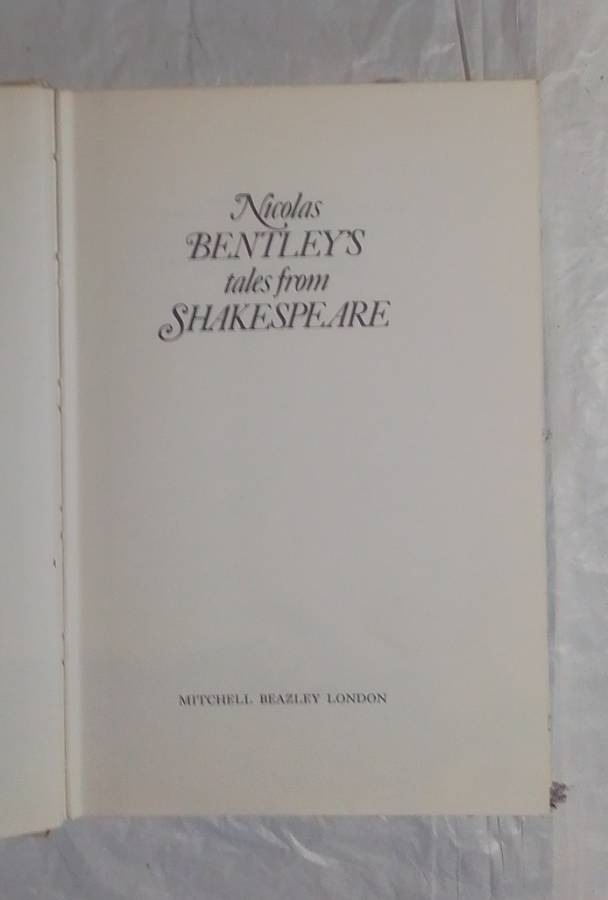 Nicolas
BENTLEY'S
tales from
SHAKESPEARE
MITCHELL BEAZLEY LONDON